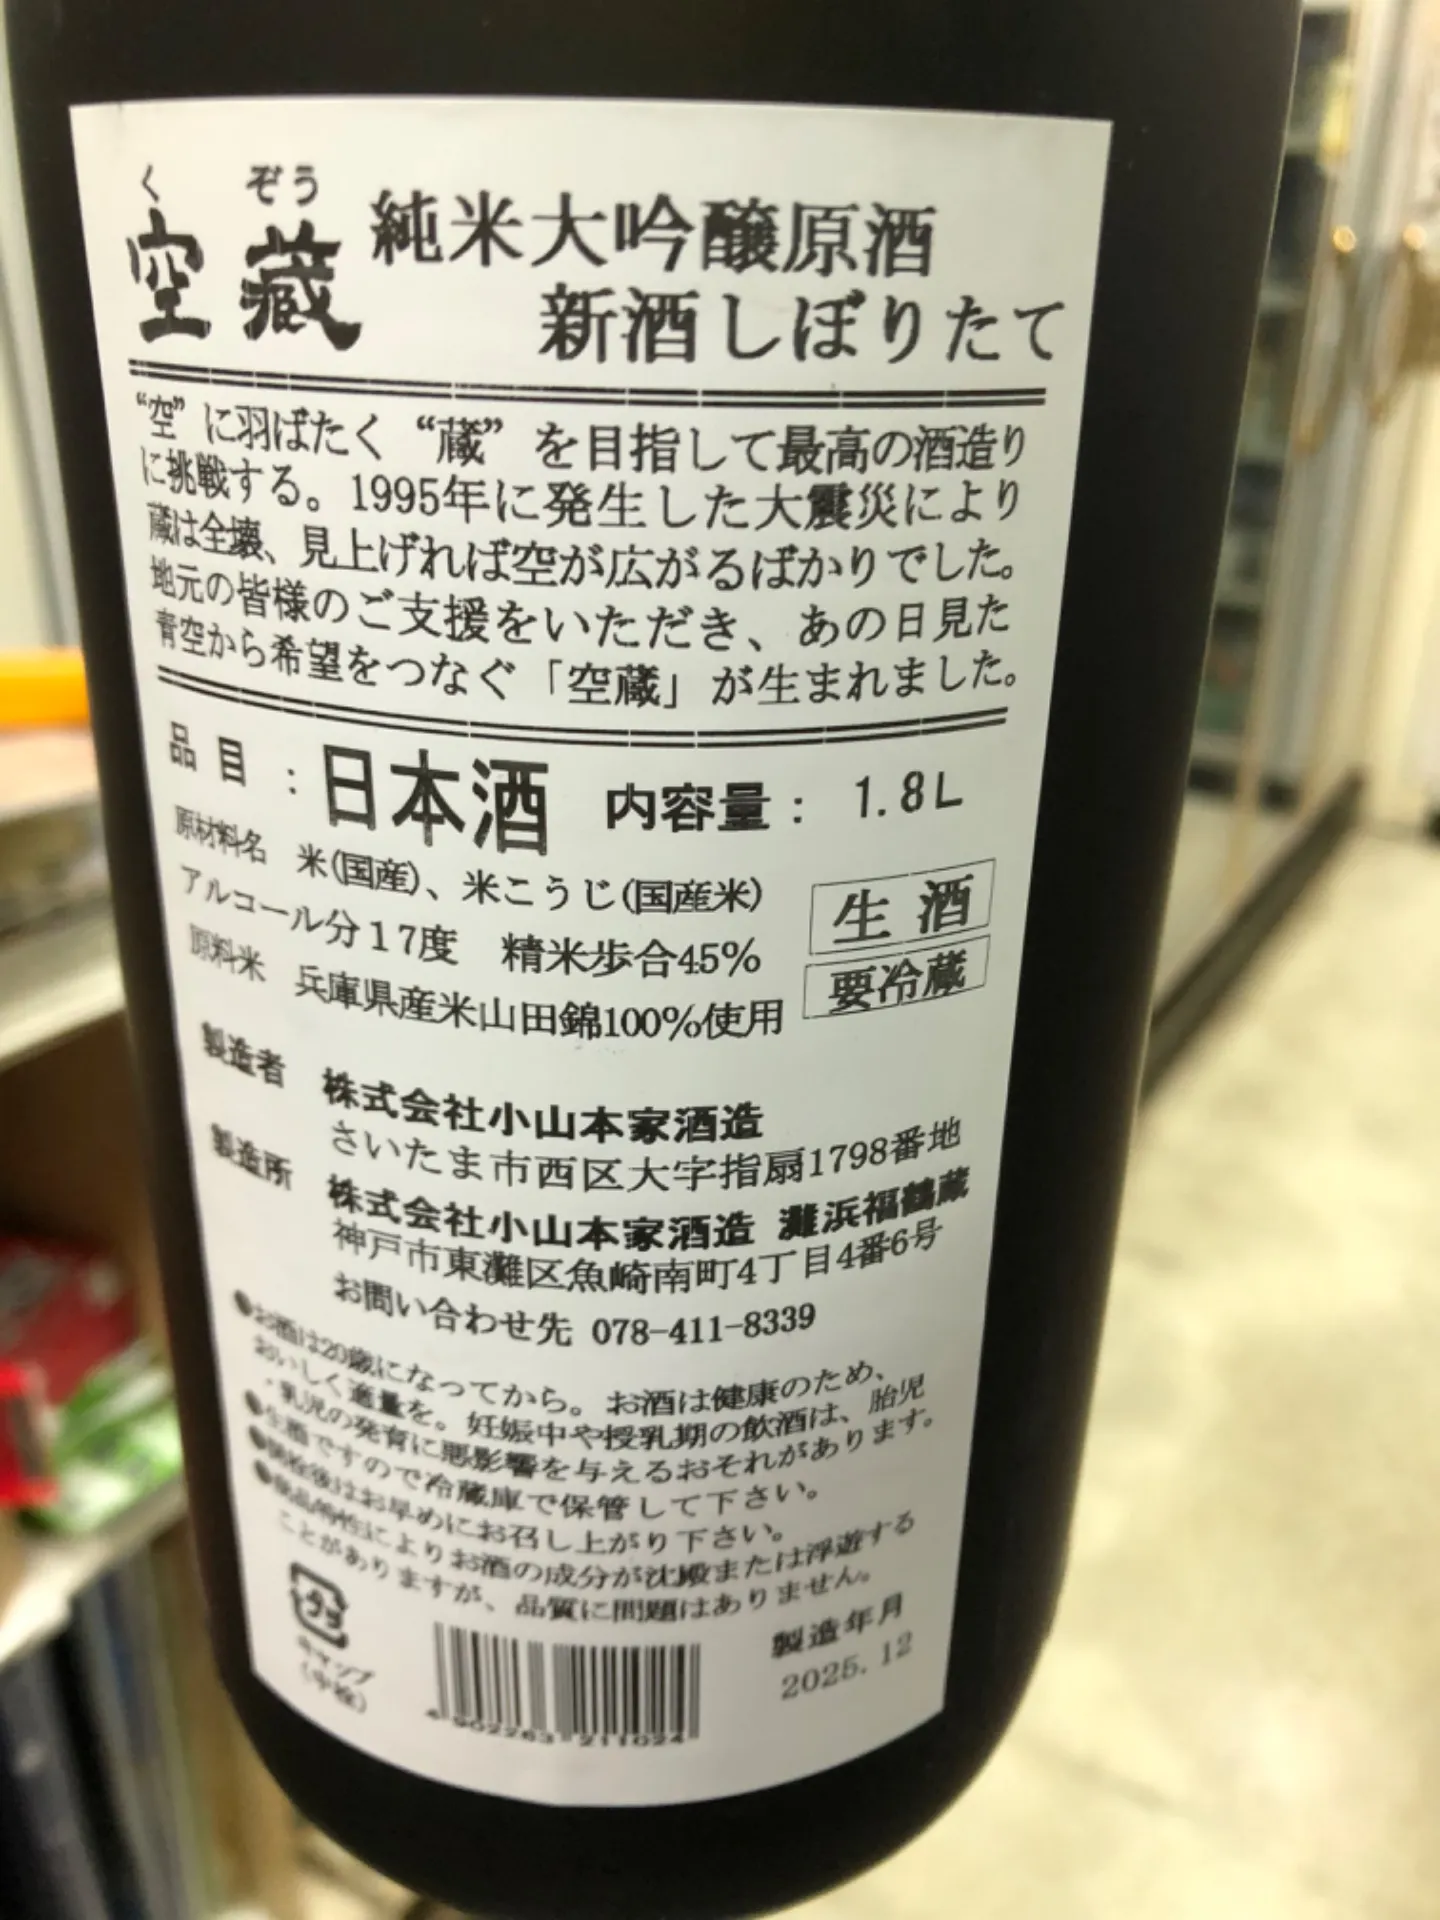 く ぞう
空蔵 純米大吟醸原酒
新酒しぼりたて
“空”に羽ばたく“蔵”を目指して最高の酒造り
に挑戦する。1995年に発生した大震災により
蔵は全壊、見上げれば空が広がるばかりでした。
地元の皆様のご支援をいただき、あの日見た
青空から希望をつなぐ「空蔵」が生まれました。
品目：日本酒 内容量：1.8L
原材料名 米(国産)、米こうじ(国産米)
アルコール分17度 精米歩合45%
生酒
原料米 兵庫県産米山田錦100%使用
要冷蔵
製造者 株式会社小山本家酒造
さいたま市西区大字指扇1798番地
製造所 株式会社小山本家酒造 灘浜福鶴蔵
神戸市東灘区魚崎南町4丁目4番6号
お問い合わせ先 078-411-8339
●お酒は20歳になってから。お酒は健康のため、
おいしく適量を。妊娠中や授乳期の飲酒は、胎児
・乳児の発育に悪影響を与えるおそれがあります。
●生酒ですので冷蔵庫で保管して下さい。
●開栓後はお早めにお召し上がり下さい。
●商品特性によりお酒の成分が沈殿または浮遊する
ことがありますが、品質に問題はありません。
製造年月
2025.12
キャップ
(中栓)
4 902263 211024